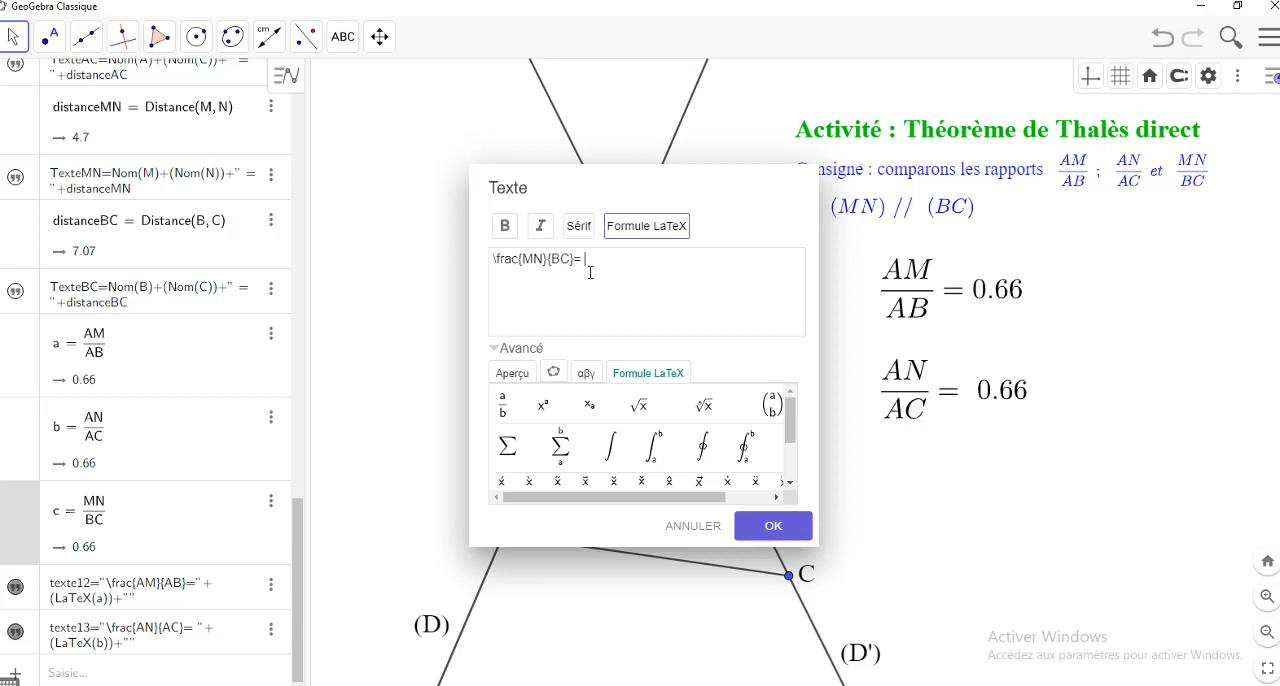 GeoGebra Classique
ABC
cm
TexteAC=Nom(A)+(Nom(C))+" =
"+distanceAC
distanceMN = Distance(M, N)
→ 4.7
TexteMN=Nom(M)+(Nom(N))+" =
"+distanceMN
distanceBC = Distance(B, C)
→ 7.07
TexteBC=Nom(B)+(Nom(C))+" =
"+distanceBC
a = AM/AB
→ 0.66
b = AN/AC
→ 0.66
c = MN/BC
→ 0.66
texte12="\frac{AM}{AB}="+
(LaTeX(a))+""
texte13="\frac{AN}{AC}= "+
(LaTeX(b))+""
Saisie...
Texte
B I Sérif Formule LaTeX
\frac{MN}{BC}=
Avancé
Aperçu αβγ Formule LaTeX
a/b xª xₐ √x ⁿ√x (a b)
∑ ∑ b a ∫ ∫ b a ∮ ∮ b a
ANNULER OK
Activité : Théorème de Thalès direct
nsigne : comparons les rapports AM/AB ; AN/AC et MN/BC
(MN) // (BC)
AM/AB = 0.66
AN/AC = 0.66
C
(D)
(D')
Activer Windows
Accédez aux paramètres pour activer Windows.